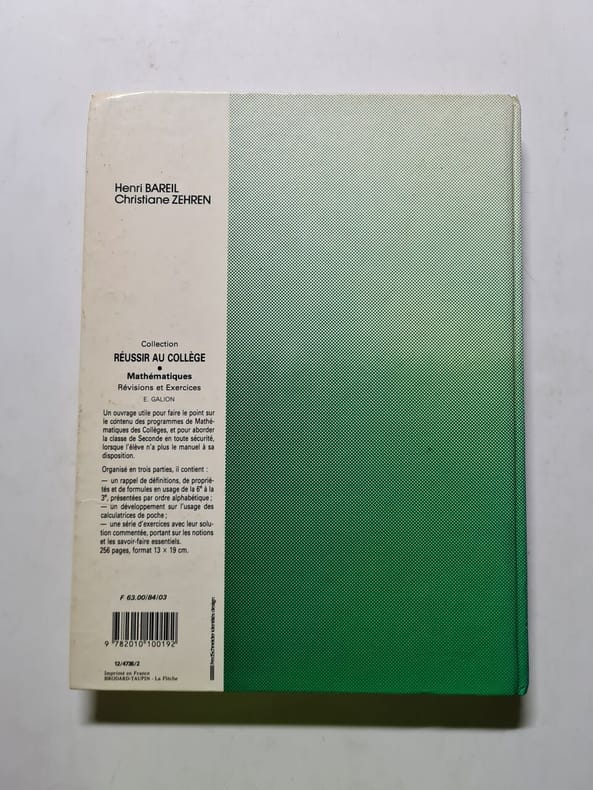 Henri BAREIL
Christiane ZEHREN
Collection
RÉUSSIR AU COLLÈGE
•
Mathématiques
Révisions et Exercices
E. GALION
Un ouvrage utile pour faire le point sur
le contenu des programmes de Mathé-
matiques des Collèges, et pour aborder
la classe de Seconde en toute sécurité,
lorsque l'élève n'a plus le manuel à sa
disposition.
Organisé en trois parties, il contient :
— un rappel de définitions, de proprié-
tés et de formules en usage de la 6e à la
3e, présentées par ordre alphabétique ;
— un développement sur l'usage des
calculatrices de poche ;
— une série d'exercices avec leur solu-
tion commentée, portant sur les notions
et les savoir-faire essentiels.
256 pages, format 13 × 19 cm.
F 63.00/84/03
9 782010 100192
12/4736/2
Imprimé en France
BRODARD-TAUPIN - La Flèche